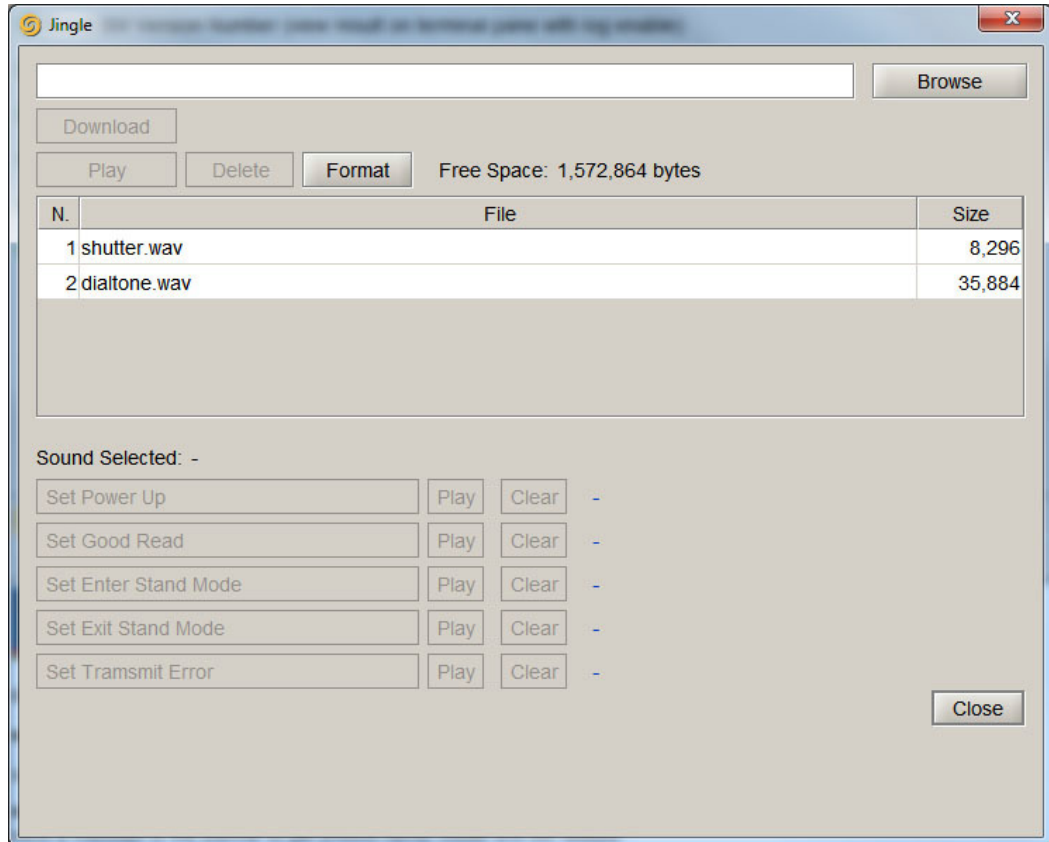 Jingle
Browse
Download
Play Delete Format Free Space: 1,572,864 bytes
N. File Size
1 shutter.wav 8,296
2 dialtone.wav 35,884
Sound Selected: -
Set Power Up Play Clear -
Set Good Read Play Clear -
Set Enter Stand Mode Play Clear -
Set Exit Stand Mode Play Clear -
Set Tramsmit Error Play Clear -
Close